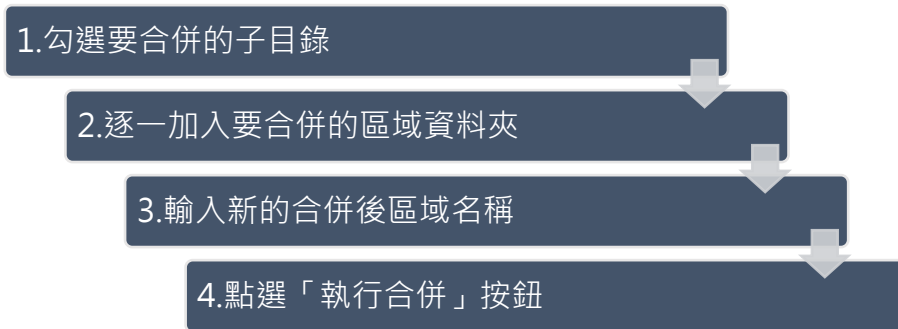 1.勾選要合併的子目錄
2.逐一加入要合併的區域資料夾
3.輸入新的合併後區域名稱
4.點選「執行合併」按鈕